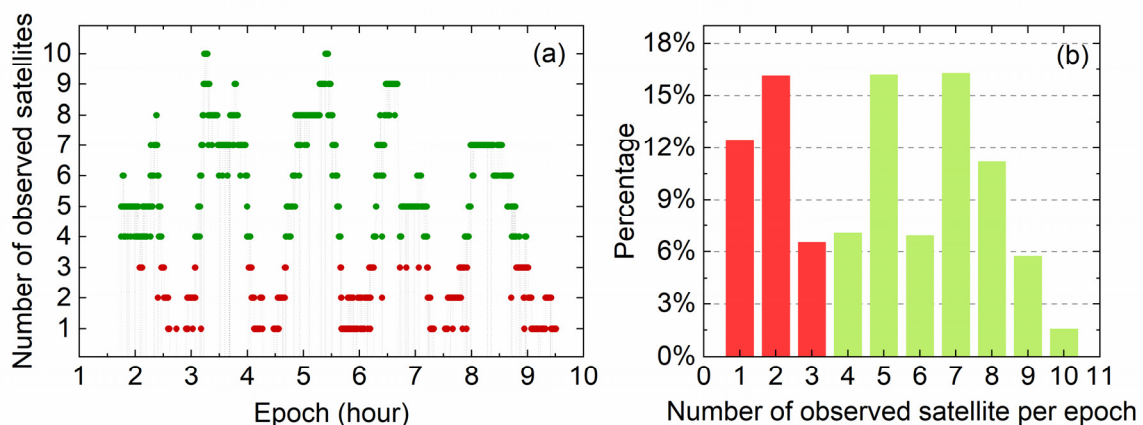 (a)
Number of observed satellites
10
9
8
7
6
5
4
3
2
1
1 2 3 4 5 6 7 8 9 10
Epoch (hour)
(b)
Percentage
18%
15%
12%
9%
6%
3%
0%
0 1 2 3 4 5 6 7 8 9 10 11
Number of observed satellite per epoch